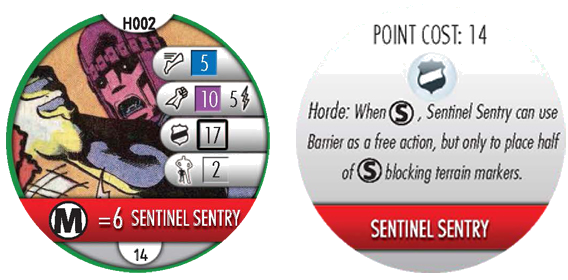 H002
5
10 5
17
2
M =6 SENTINEL SENTRY
14
POINT COST: 14
Horde: When S , Sentinel Sentry can use
Barrier as a free action, but only to place half
of S blocking terrain markers.
SENTINEL SENTRY